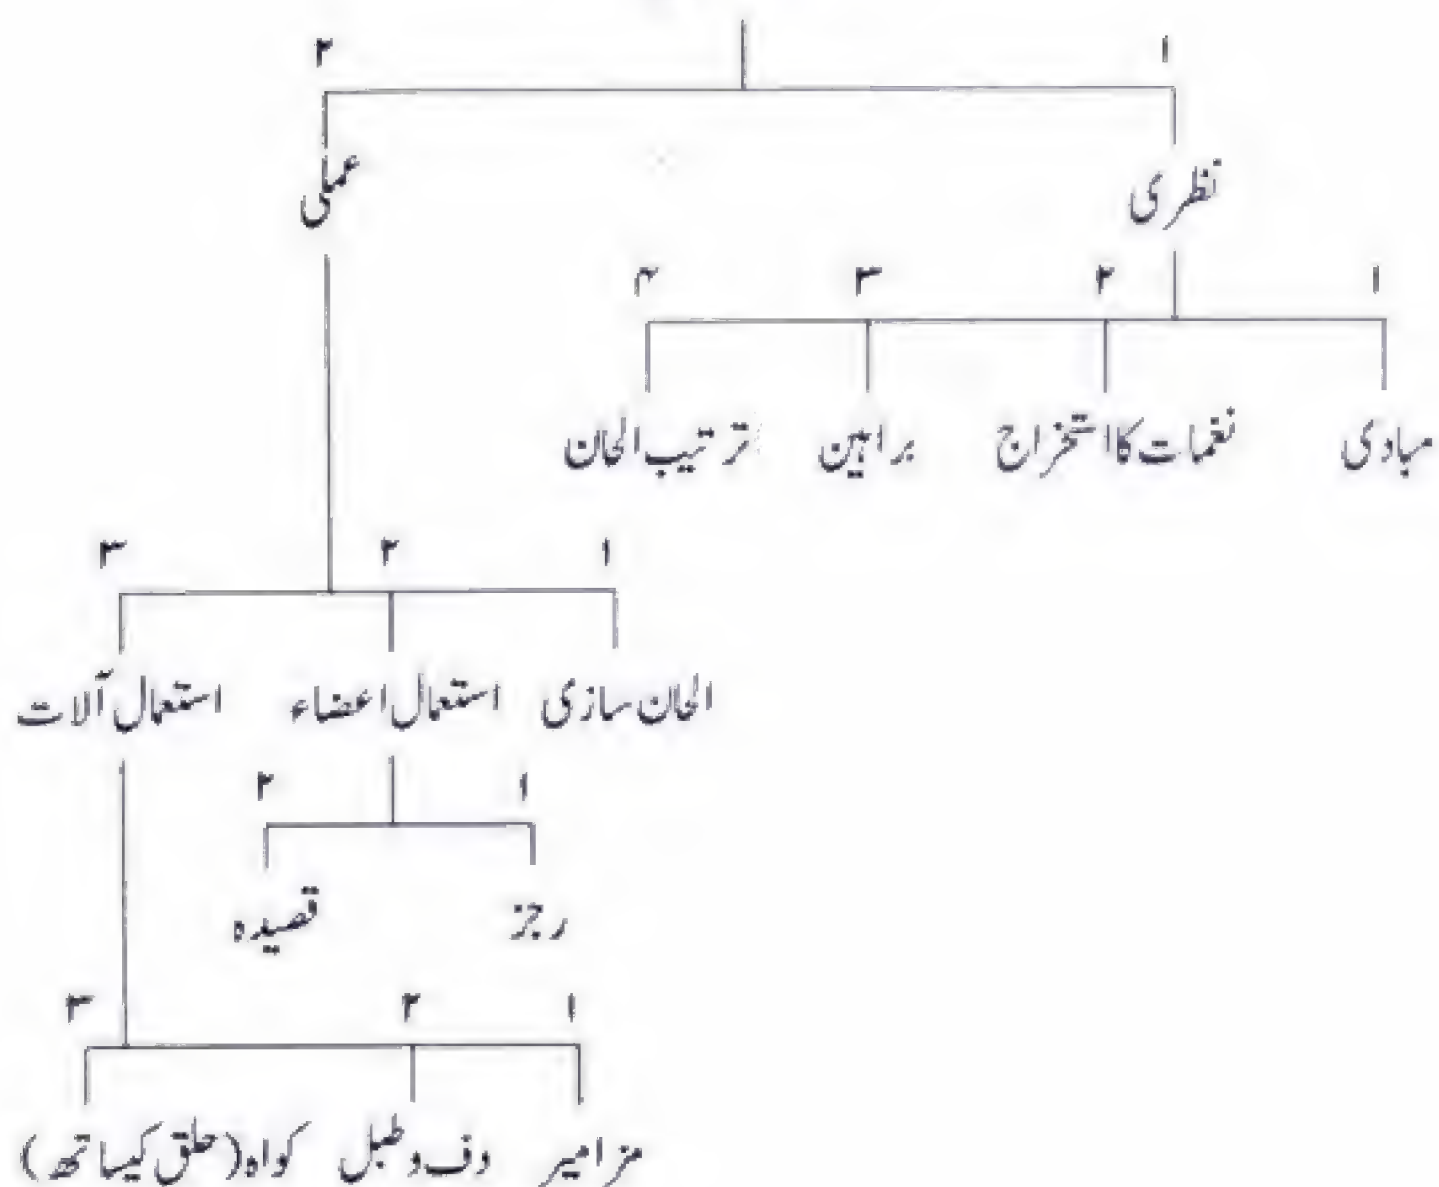 ۱ ۲
نظری عملی
۱ ۲ ۳ ۴
مبادی نغمات کا استخراج براہین ترتیب الحان
۱ ۲ ۳
الحان سازی استعمال اعضاء استعمال آلات
۱ ۲
رجز قصیدہ
۱ ۲ ۳
مزامیر دف و طبل کواہ (حلق کیساتھ)